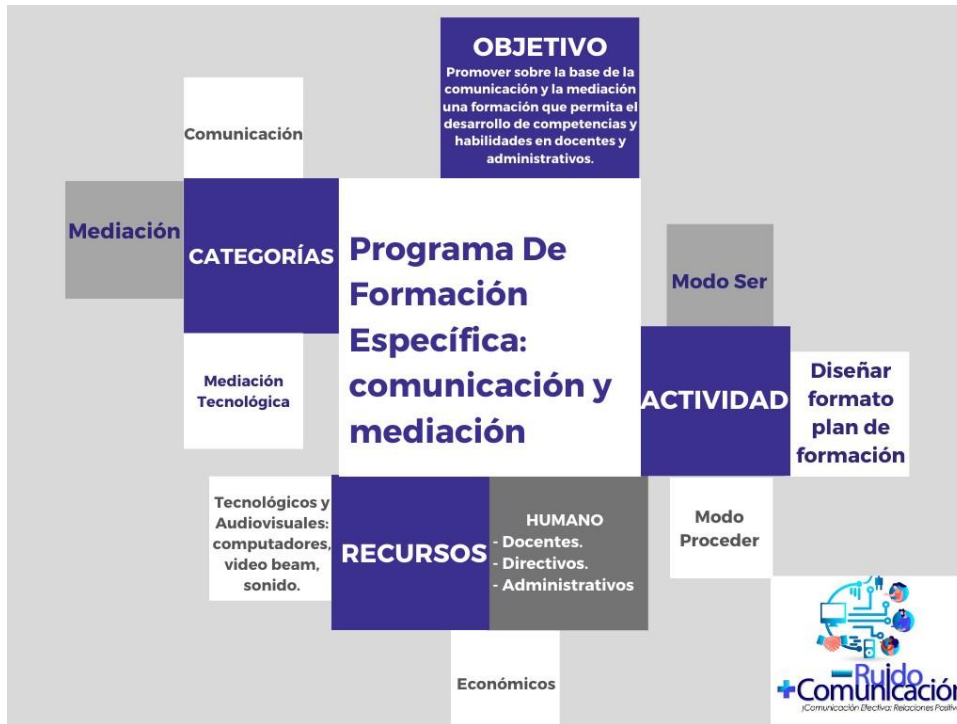 OBJETIVO
Promover sobre la base de la
comunicación y la mediación
una formación que permita el
desarrollo de competencias y
habilidades en docentes y
administrativos.
Comunicación
Mediación
CATEGORÍAS
Mediación
Tecnológica
Programa De
Formación
Específica:
comunicación y
mediación
Modo Ser
ACTIVIDAD
Diseñar
formato
plan de
formación
Modo
Proceder
Tecnológicos y
Audiovisuales:
computadores,
video beam,
sonido.
RECURSOS
HUMANO
- Docentes.
- Directivos.
- Administrativos
Económicos
-Ruido
+Comunicación
¡Comunicación Efectiva: Relaciones